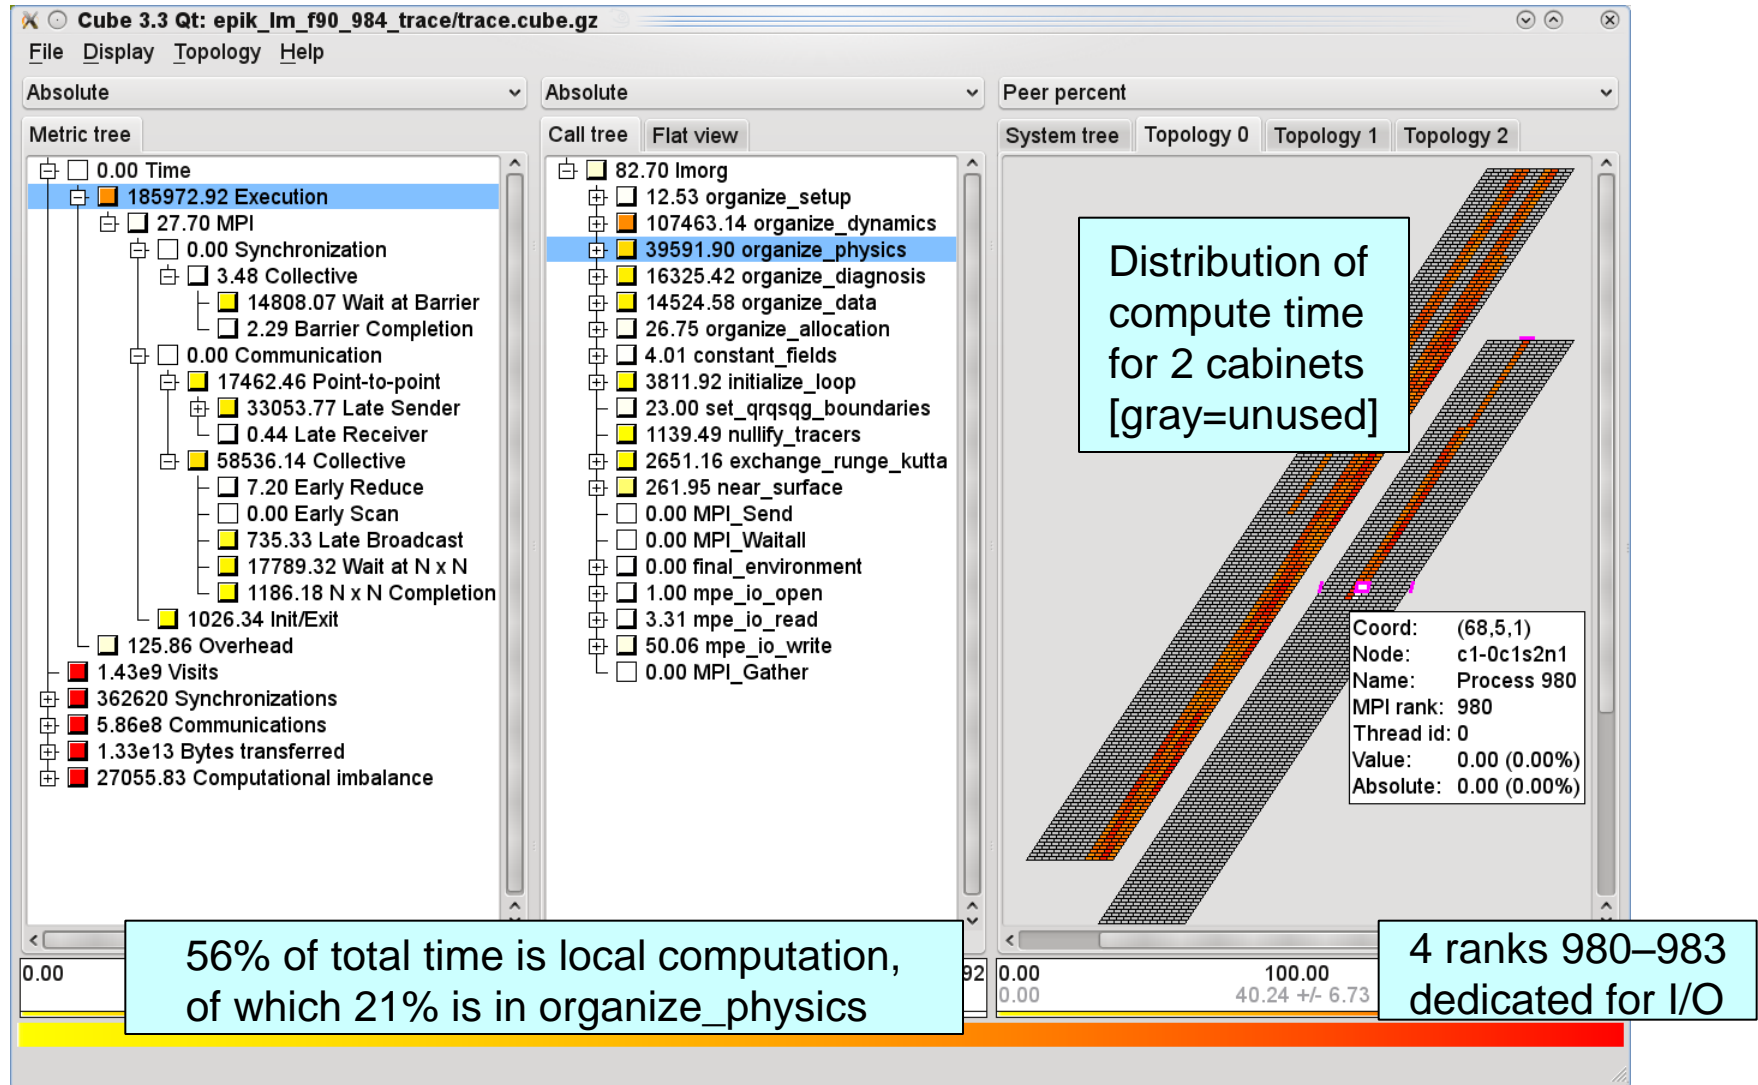 Cube 3.3 Qt: epik_lm_f90_984_trace/trace.cube.gz
File Display Topology Help
Absolute
Absolute
Peer percent
Metric tree
Call tree Flat view
System tree Topology 0 Topology 1 Topology 2
0.00 Time
185972.92 Execution
27.70 MPI
0.00 Synchronization
3.48 Collective
14808.07 Wait at Barrier
2.29 Barrier Completion
0.00 Communication
17462.46 Point-to-point
33053.77 Late Sender
0.44 Late Receiver
58536.14 Collective
7.20 Early Reduce
0.00 Early Scan
735.33 Late Broadcast
17789.32 Wait at N x N
1186.18 N x N Completion
1026.34 Init/Exit
125.86 Overhead
1.43e9 Visits
362620 Synchronizations
5.86e8 Communications
1.33e13 Bytes transferred
27055.83 Computational imbalance
82.70 lmorg
12.53 organize_setup
107463.14 organize_dynamics
39591.90 organize_physics
16325.42 organize_diagnosis
14524.58 organize_data
26.75 organize_allocation
4.01 constant_fields
3811.92 initialize_loop
23.00 set_qrqsqg_boundaries
1139.49 nullify_tracers
2651.16 exchange_runge_kutta
261.95 near_surface
0.00 MPI_Send
0.00 MPI_Waitall
0.00 final_environment
1.00 mpe_io_open
3.31 mpe_io_read
50.06 mpe_io_write
0.00 MPI_Gather
Distribution of
compute time
for 2 cabinets
[gray=unused]
Coord: (68,5,1)
Node: c1-0c1s2n1
Name: Process 980
MPI rank: 980
Thread id: 0
Value: 0.00 (0.00%)
Absolute: 0.00 (0.00%)
56% of total time is local computation,
of which 21% is in organize_physics
4 ranks 980–983
dedicated for I/O
0.00
92
0.00 100.00
0.00 40.24 +/- 6.73